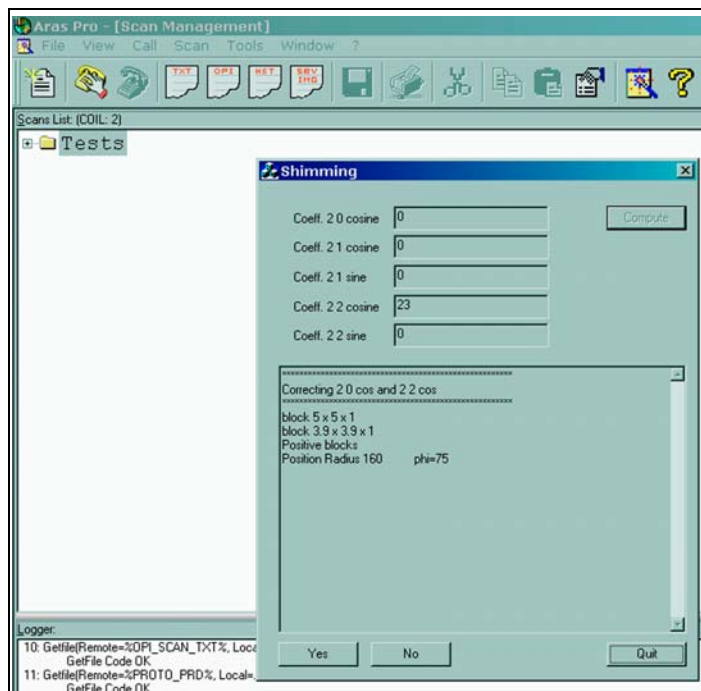 Aras Pro - [Scan Management]
File View Call Scan Tools Window ?
TXT OPI HST SRV IMG
Scans List: (COIL: 2)
Tests
Shimming
Coeff. 2 0 cosine 0
Compute
Coeff. 2 1 cosine 0
Coeff. 2 1 sine 0
Coeff. 2 2 cosine 23
Coeff. 2 2 sine 0
Correcting 2 0 cos and 2 2 cos
block 5 x 5 x 1
block 3.9 x 3.9 x 1
Positive blocks
Position Radius 160 phi=75
Yes No Quit
Logger:
10: Getfile(Remote=%OPI_SCAN_TXT%, Loca
GetFile Code OK
11: Getfile(Remote=%PROTO_PRD%, Local=.
GetFile Code OK